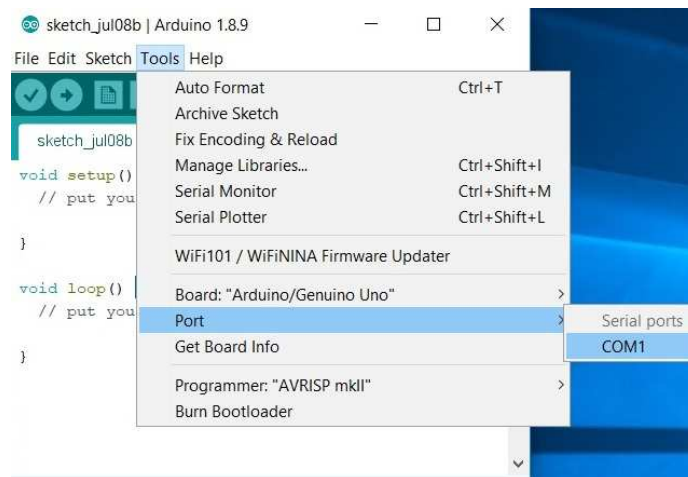 sketch_jul08b | Arduino 1.8.9
File Edit Sketch Tools Help
Auto Format Ctrl+T
Archive Sketch
sketch_jul08b Fix Encoding & Reload
void setup() Manage Libraries... Ctrl+Shift+I
// put you Serial Monitor Ctrl+Shift+M
Serial Plotter Ctrl+Shift+L
}
WiFi101 / WiFiNINA Firmware Updater
void loop() Board: "Arduino/Genuino Uno"
// put you Port Serial ports
Get Board Info COM1
}
Programmer: "AVRISP mkII"
Burn Bootloader